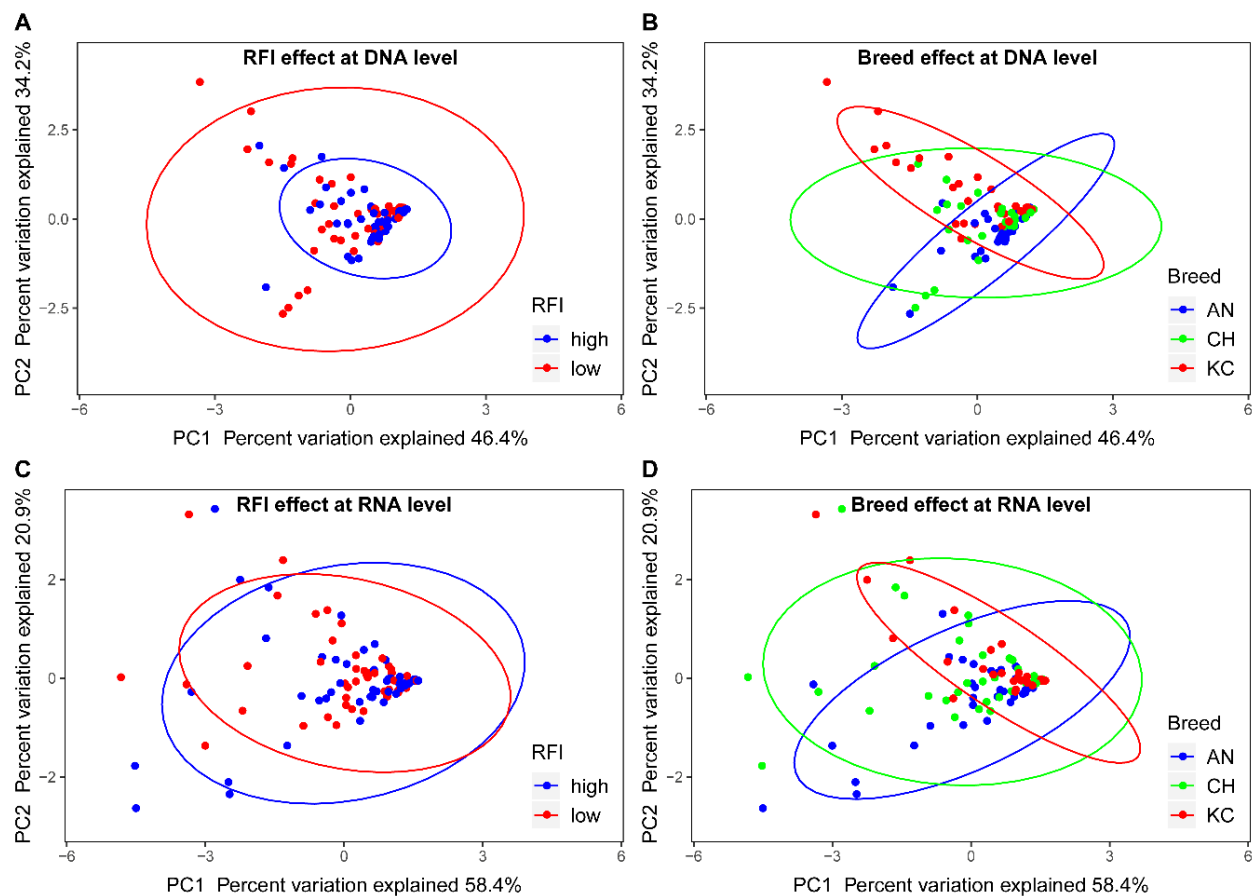 A
RFI effect at DNA level
PC2  Percent variation explained 34.2%
2.5
0.0
−2.5
RFI
high
low
−6
−3
0
3
6
PC1  Percent variation explained 46.4%
B
Breed effect at DNA level
PC2  Percent variation explained 34.2%
2.5
0.0
−2.5
Breed
AN
CH
KC
−6
−3
0
3
6
PC1  Percent variation explained 46.4%
C
RFI effect at RNA level
PC2  Percent variation explained 20.9%
2
0
−2
RFI
high
low
−6
−3
0
3
6
PC1  Percent variation explained 58.4%
D
Breed effect at RNA level
PC2  Percent variation explained 20.9%
2
0
−2
Breed
AN
CH
KC
−6
−3
0
3
6
PC1  Percent variation explained 58.4%